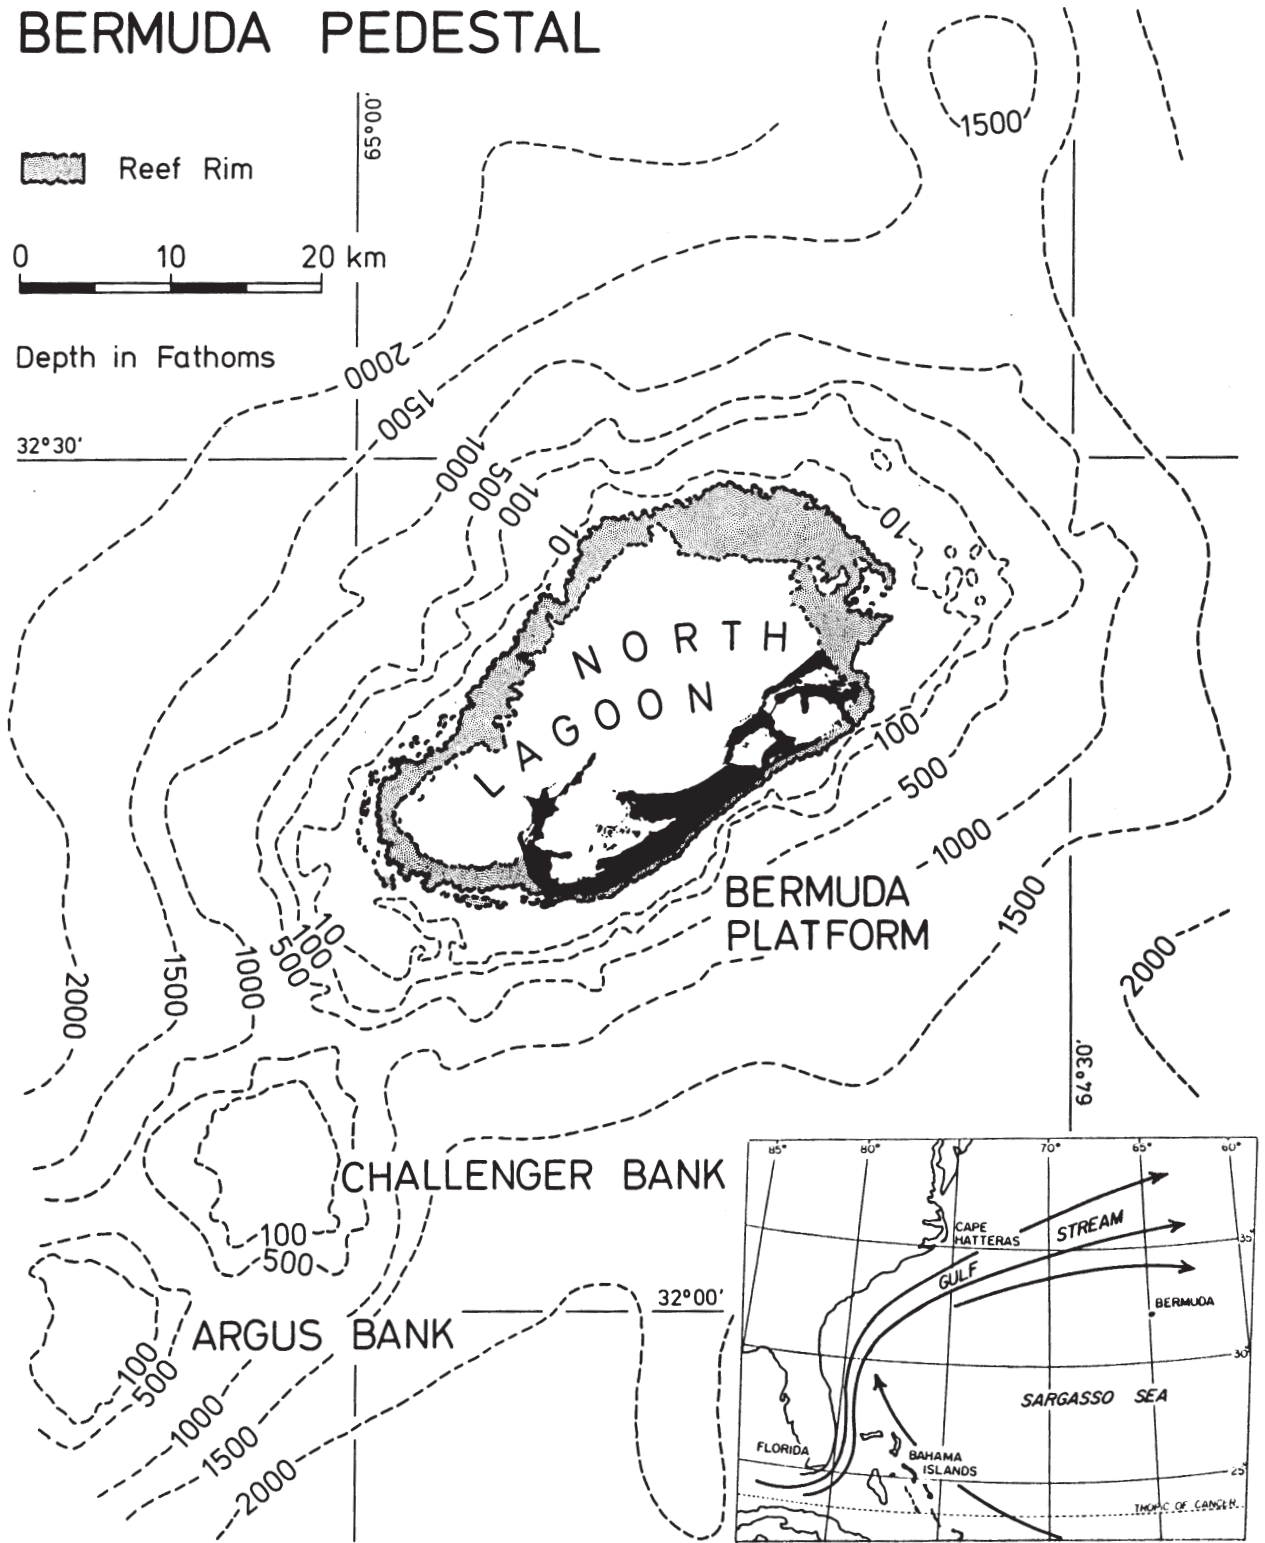 BERMUDA PEDESTAL
65°00'
1500
Reef Rim
0 10 20 km
Depth in Fathoms
2000
1500
32°30'
1000
500
100
10
10
NORTH
LAGOON
100
500
1000
1500
2000
BERMUDA
PLATFORM
10
100
500
1000
1500
2000
64°30'
CHALLENGER BANK
100
500
32°00'
ARGUS BANK
100
500
1000
1500
2000
85° 80° 70° 65° 60°
CAPE
HATTERAS
GULF STREAM
35°
BERMUDA
30°
SARGASSO SEA
FLORIDA
BAHAMA
ISLANDS
25°
TROPIC OF CANCER